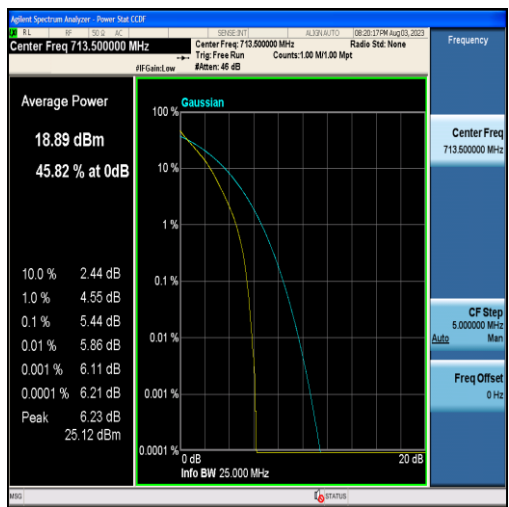 Agilent Spectrum Analyzer - Power Stat CCDF
RL RF 50 Ω AC SENSE:INT ALIGN AUTO 08:20:17 PM Aug 03, 2023
Center Freq 713.500000 MHz
Center Freq: 713.500000 MHz Radio Std: None
Trig: Free Run Counts:1.00 M/1.00 Mpt
#IFGain:Low #Atten: 46 dB
Frequency
Average Power
18.89 dBm
45.82 % at 0dB
10.0 % 2.44 dB
1.0 % 4.55 dB
0.1 % 5.44 dB
0.01 % 5.86 dB
0.001 % 6.11 dB
0.0001 % 6.21 dB
Peak 6.23 dB
25.12 dBm
Gaussian
100 %
10 %
1 %
0.1 %
0.01 %
0.001 %
0.0001 %
0 dB 20 dB
Info BW 25.000 MHz
Center Freq
713.500000 MHz
CF Step
5.000000 MHz
Auto Man
Freq Offset
0 Hz
MSG STATUS